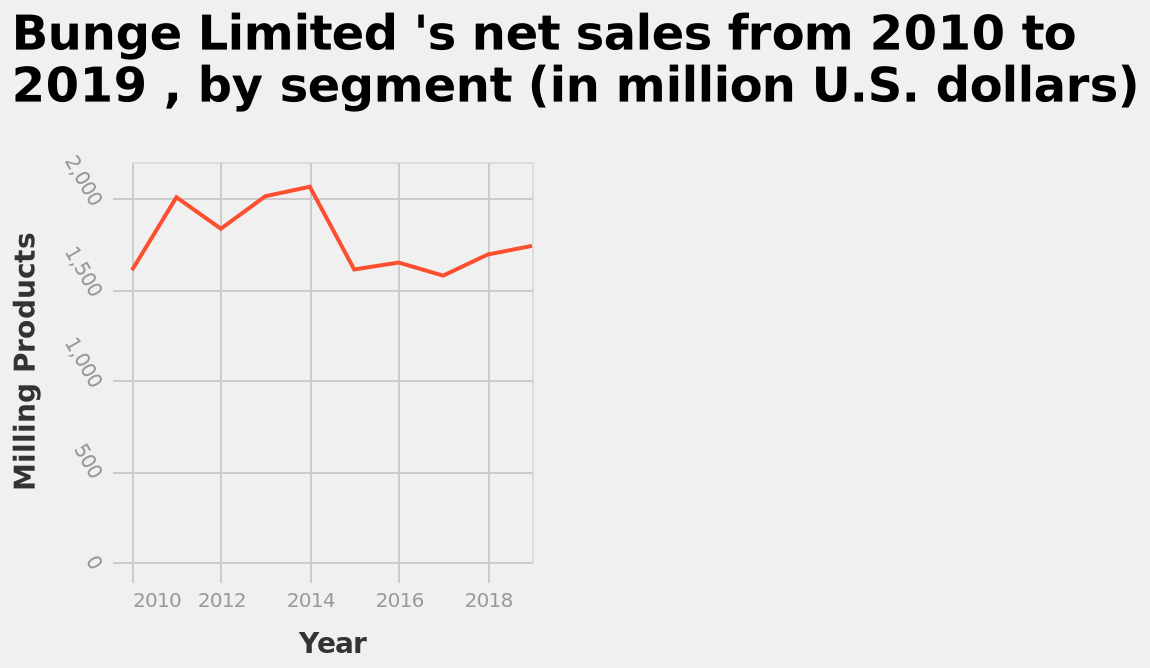 Bunge Limited 's net sales from 2010 to
2019 , by segment (in million U.S. dollars)
2,000
1,500
1,000
500
0
Milling Products
2010 2012 2014 2016 2018
Year